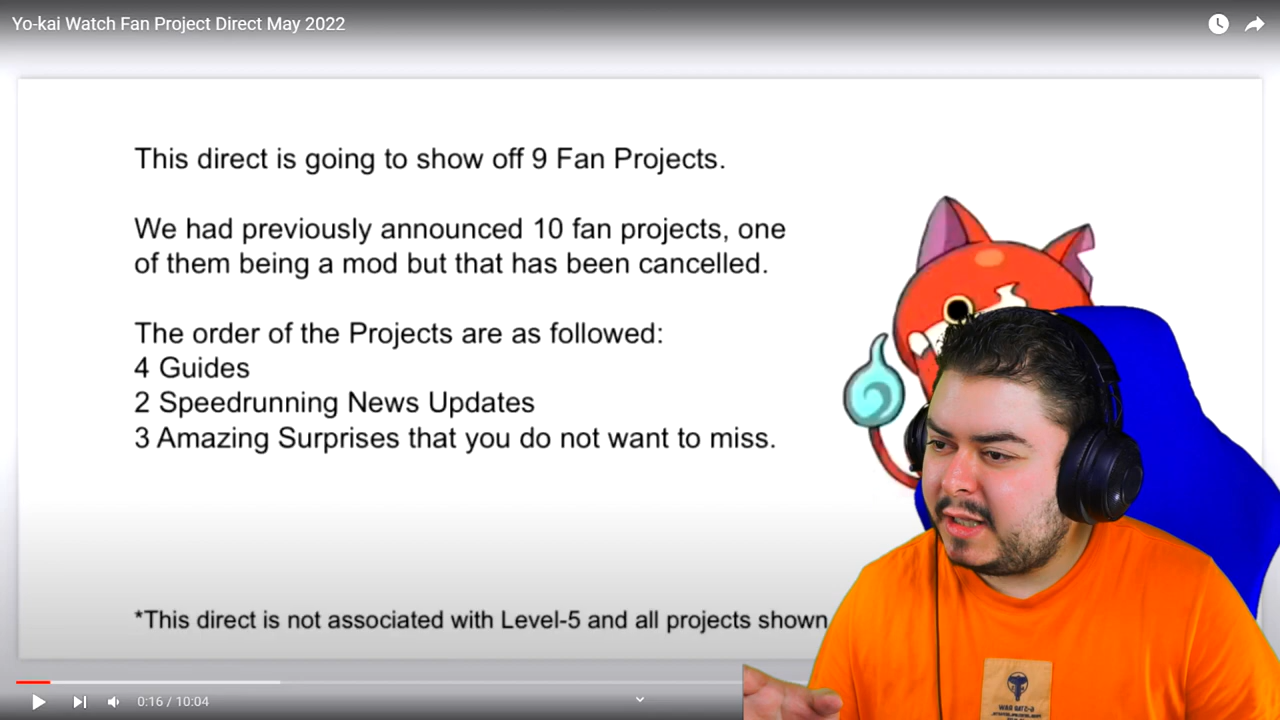 Yo-kai Watch Fan Project Direct May 2022
This direct is going to show off 9 Fan Projects.
We had previously announced 10 fan projects, one
of them being a mod but that has been cancelled.
The order of the Projects are as followed:
4 Guides
2 Speedrunning News Updates
3 Amazing Surprises that you do not want to miss.
*This direct is not associated with Level-5 and all projects shown
0:16 / 10:04